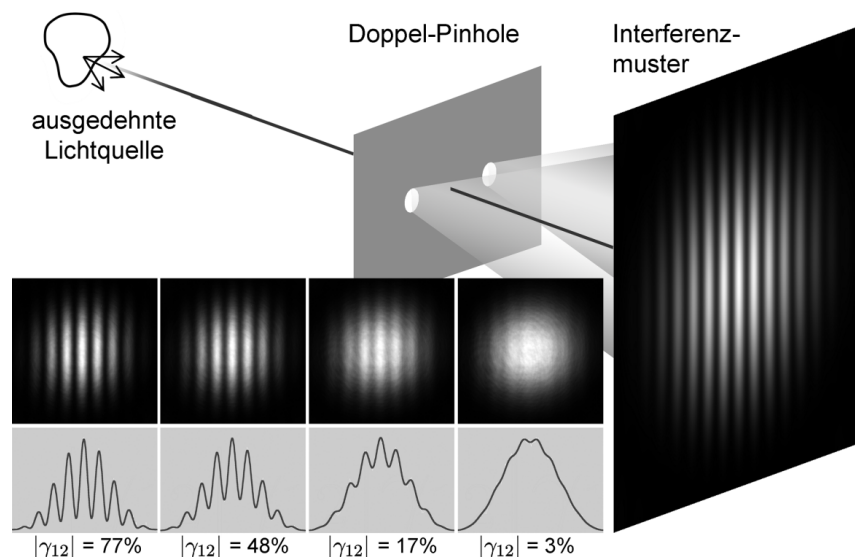 ausgedehnte
Lichtquelle
Doppel-Pinhole
Interferenz-
muster
|γ₁₂| = 77%
|γ₁₂| = 48%
|γ₁₂| = 17%
|γ₁₂| = 3%